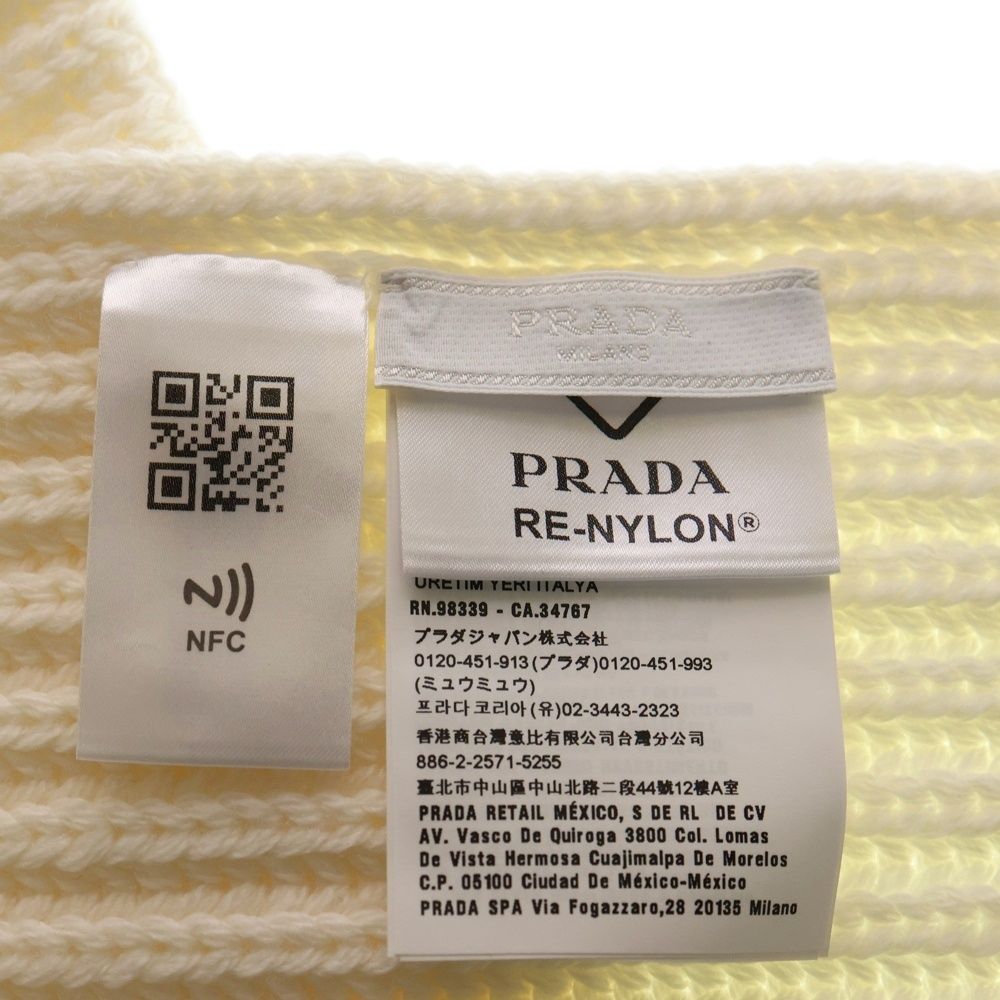 NFC
PRADA
MILANO
PRADA
RE-NYLON®
ÜRETİM YERİ İTALYA
RN.98339 - CA.34767
プラダジャパン株式会社
0120-451-913(プラダ)0120-451-993
(ミュウミュウ)
프라다코리아(유)02-3443-2323
香港商台灣意比有限公司台灣分公司
886-2-2571-5255
臺北市中山區中山北路二段44號12樓A室
PRADA RETAIL MÉXICO, S DE RL DE CV
AV. Vasco De Quiroga 3800 Col. Lomas
De Vista Hermosa Cuajimalpa De Morelos
C.P. 05100 Ciudad De México-México
PRADA SPA Via Fogazzaro,28 20135 Milano